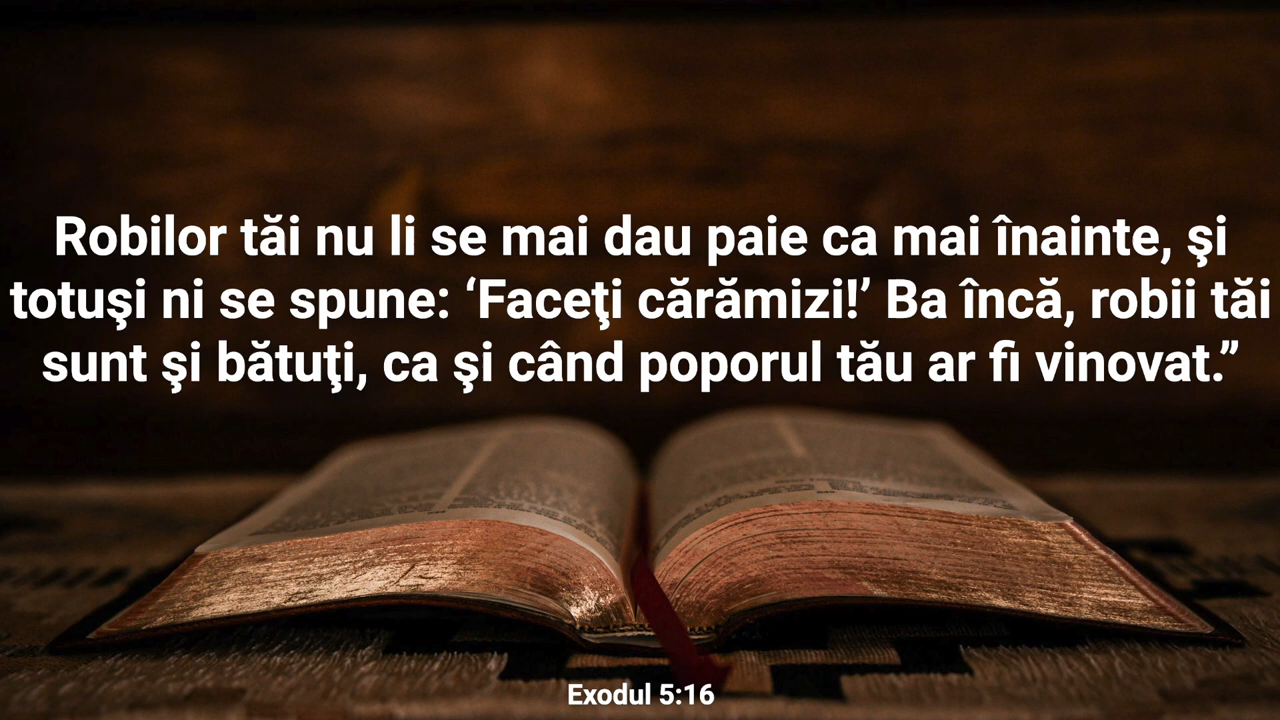 Robilor tăi nu li se mai dau paie ca mai înainte, şi
totuşi ni se spune: ‘Faceţi cărămizi!’ Ba încă, robii tăi
sunt şi bătuţi, ca şi când poporul tău ar fi vinovat.”
Exodul 5:16